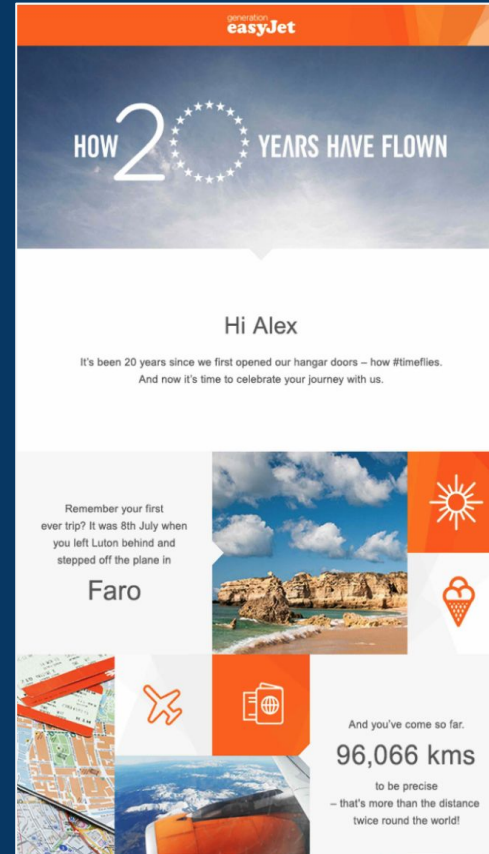 generation
easyJet
HOW 20 YEARS HAVE FLOWN
Hi Alex
It's been 20 years since we first opened our hangar doors – how #timeflies.
And now it's time to celebrate your journey with us.
Remember your first
ever trip? It was 8th July when
you left Luton behind and
stepped off the plane in
Faro
And you've come so far.
96,066 kms
to be precise
– that's more than the distance
twice round the world!